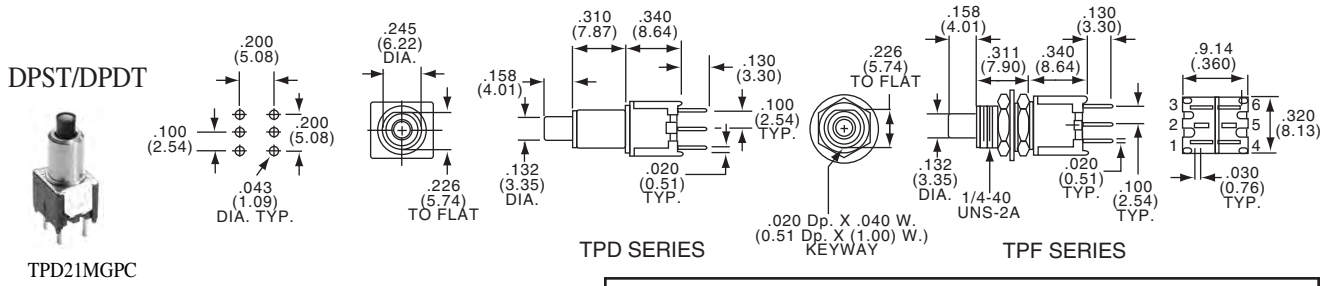 DPST/DPDT
TPD21MGPC
.200
(5.08)
.100
(2.54)
.200
(5.08)
.043
(1.09)
DIA. TYP.
.245
(6.22)
DIA.
.226
(5.74)
TO FLAT
.310
(7.87)
.340
(8.64)
.158
(4.01)
.130
(3.30)
.100
(2.54)
TYP.
.132
(3.35)
DIA.
.020
(0.51)
TYP.
TPD SERIES
.226
(5.74)
TO FLAT
.020 Dp. X .040 W.
(0.51 Dp. X (1.00) W.)
KEYWAY
.158
(4.01)
.311
(7.90)
.340
(8.64)
.130
(3.30)
.132
(3.35)
DIA.
1/4-40
UNS-2A
.020
(0.51)
TYP.
.100
(2.54)
TYP.
TPF SERIES
.9.14
(.360)
3
6
2
5
1
4
.320
(8.13)
.030
(0.76)
TYP.